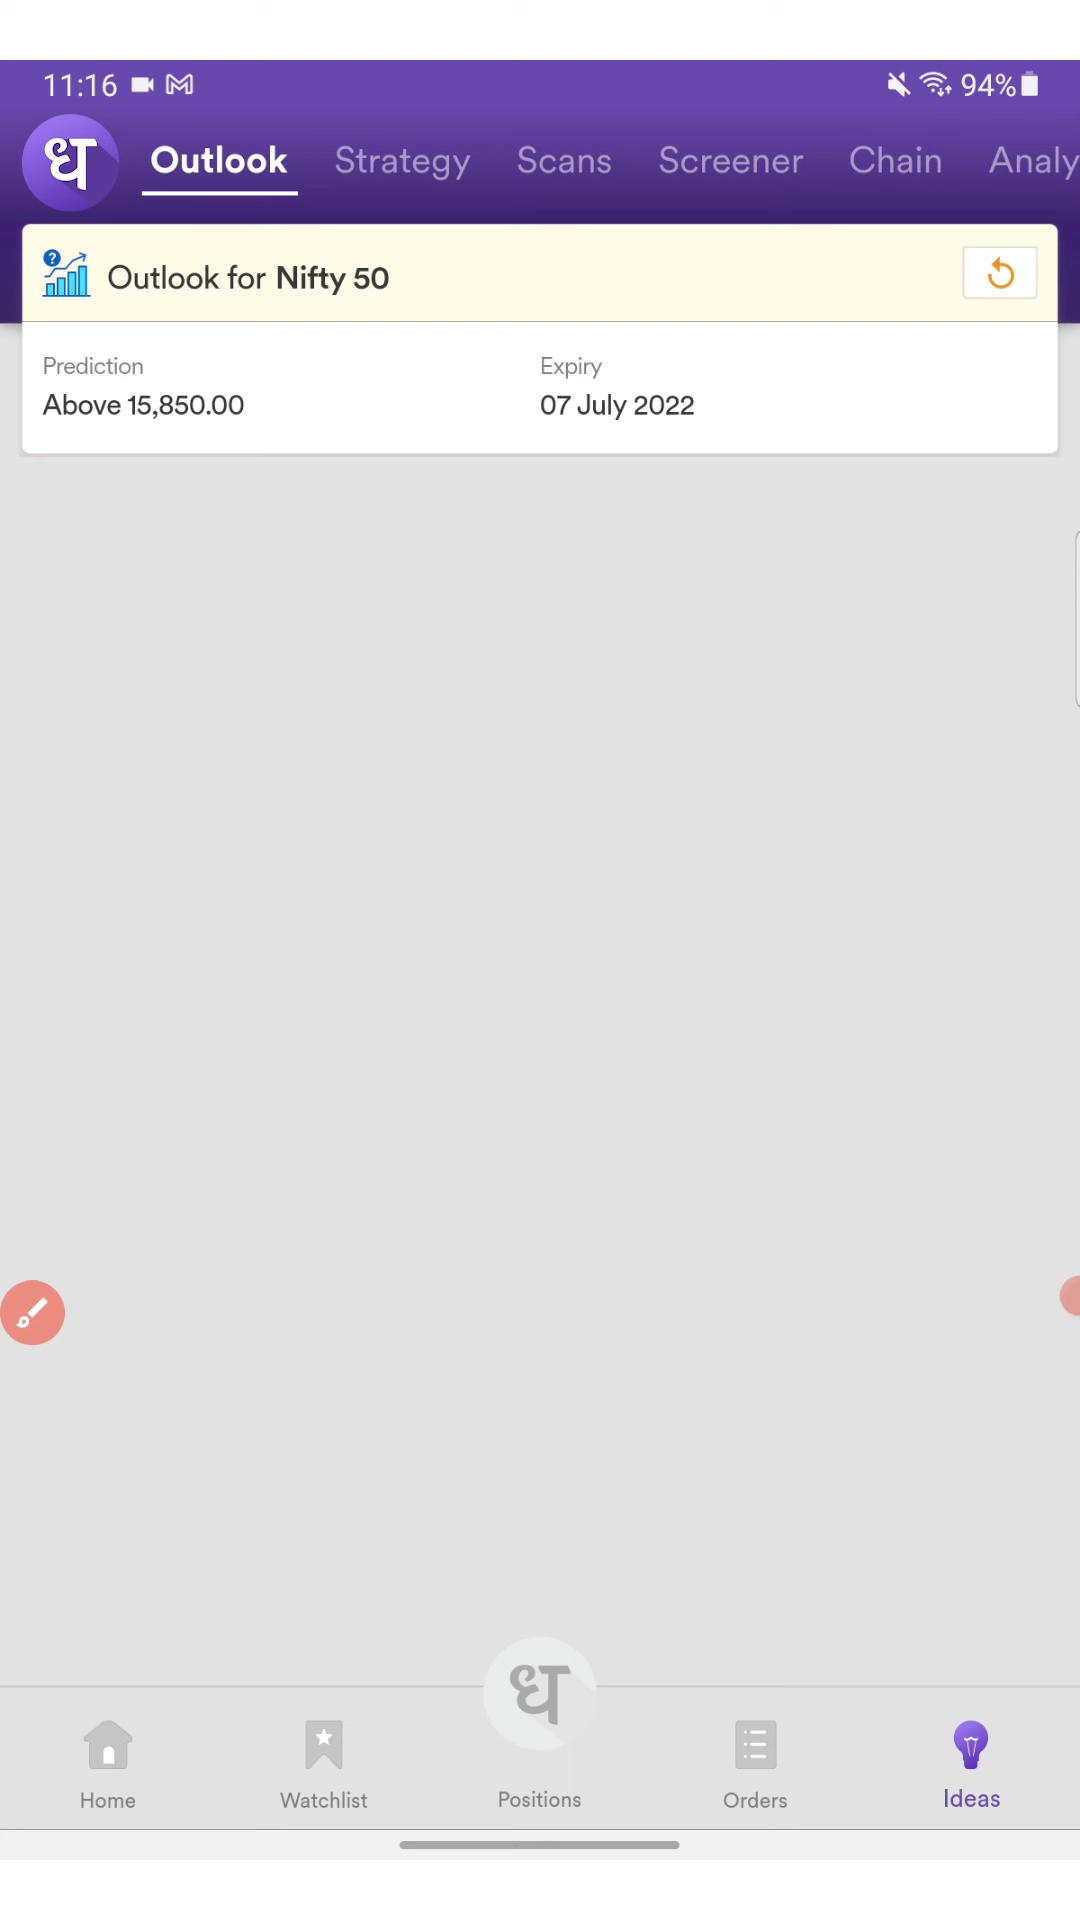 11:16 94%
ध Outlook Strategy Scans Screener Chain Analy
Outlook for Nifty 50
Prediction Expiry
Above 15,850.00 07 July 2022
ध
Home Watchlist Positions Orders Ideas